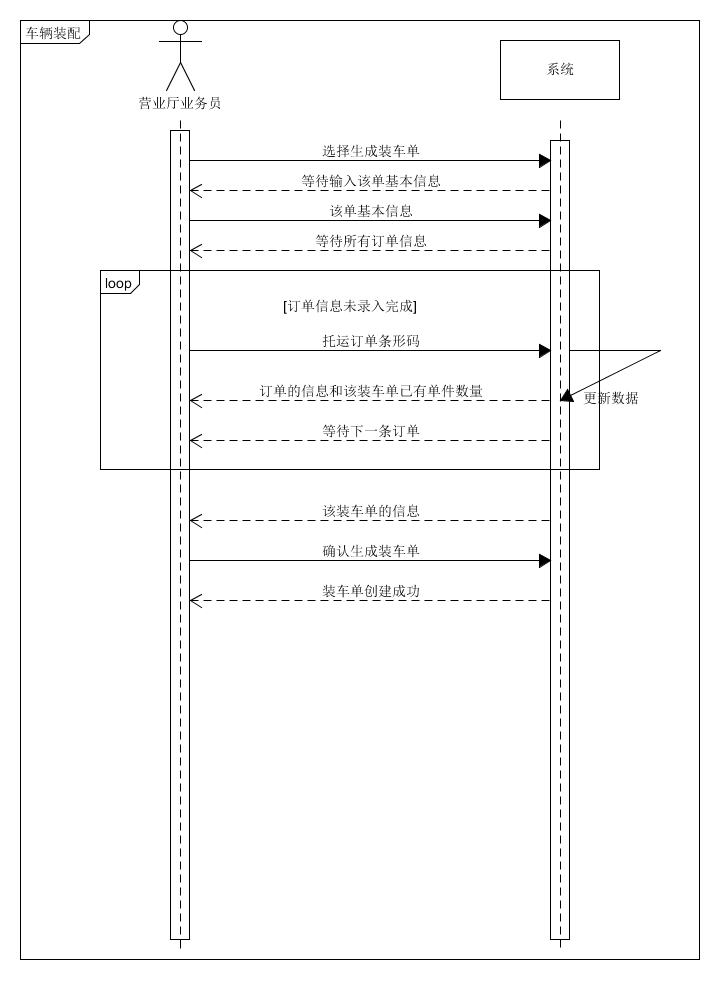 车辆装配
营业厅业务员
系统
选择生成装车单
等待输入该单基本信息
该单基本信息
等待所有订单信息
loop
[订单信息未录入完成]
托运订单条形码
订单的信息和该装车单已有单件数量
更新数据
等待下一条订单
该装车单的信息
确认生成装车单
装车单创建成功